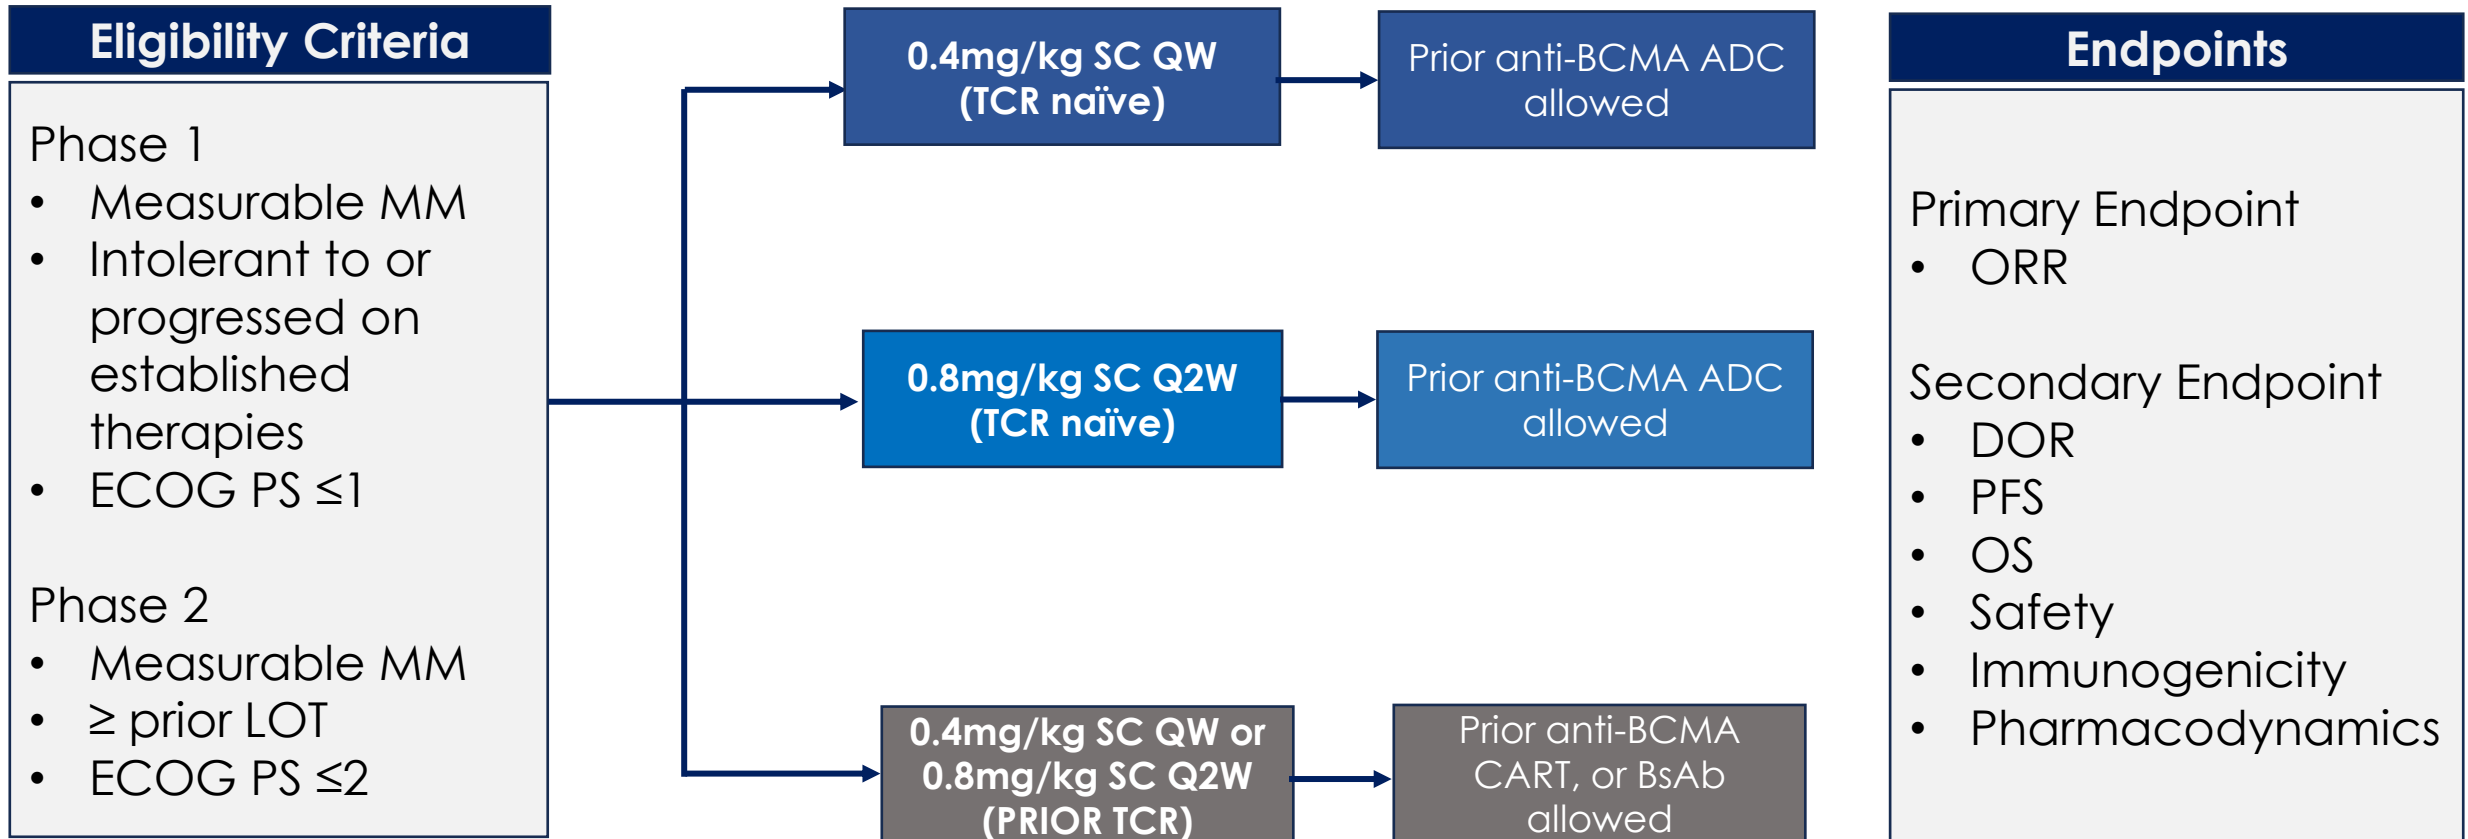 Eligibility Criteria
Phase 1
• Measurable MM
• Intolerant to or
progressed on
established
therapies
• ECOG PS ≤1
Phase 2
• Measurable MM
• ≥ prior LOT
• ECOG PS ≤2
0.4mg/kg SC QW
(TCR naïve)
Prior anti-BCMA ADC
allowed
0.8mg/kg SC Q2W
(TCR naïve)
Prior anti-BCMA ADC
allowed
0.4mg/kg SC QW or
0.8mg/kg SC Q2W
(PRIOR TCR)
Prior anti-BCMA
CART, or BsAb
allowed
Endpoints
Primary Endpoint
• ORR
Secondary Endpoint
• DOR
• PFS
• OS
• Safety
• Immunogenicity
• Pharmacodynamics